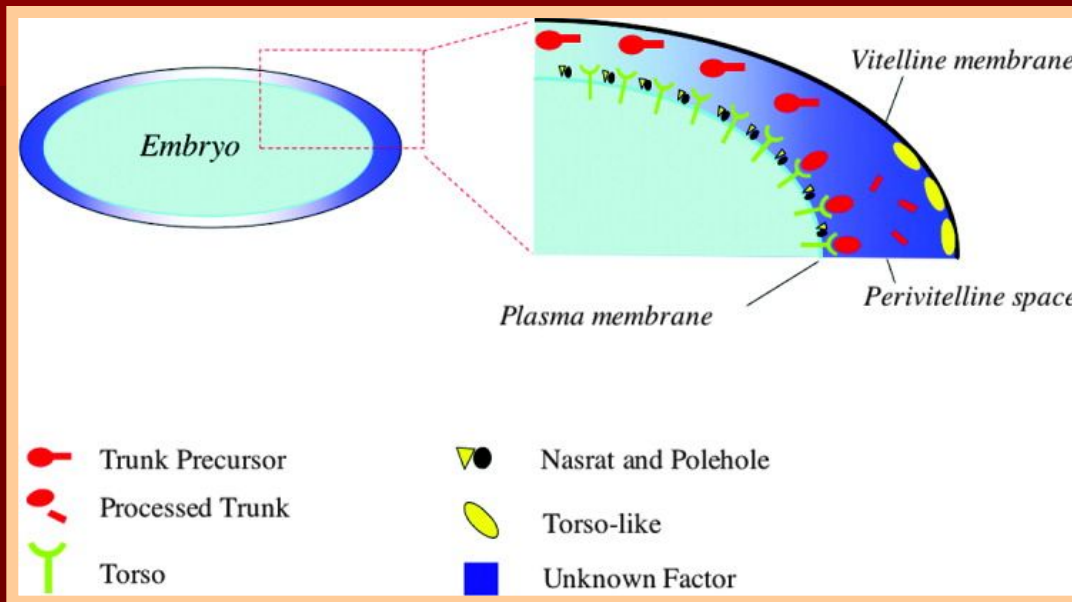 Embryo
Vitelline membrane
Perivitelline space
Plasma membrane
Trunk Precursor
Processed Trunk
Torso
Nasrat and Polehole
Torso-like
Unknown Factor